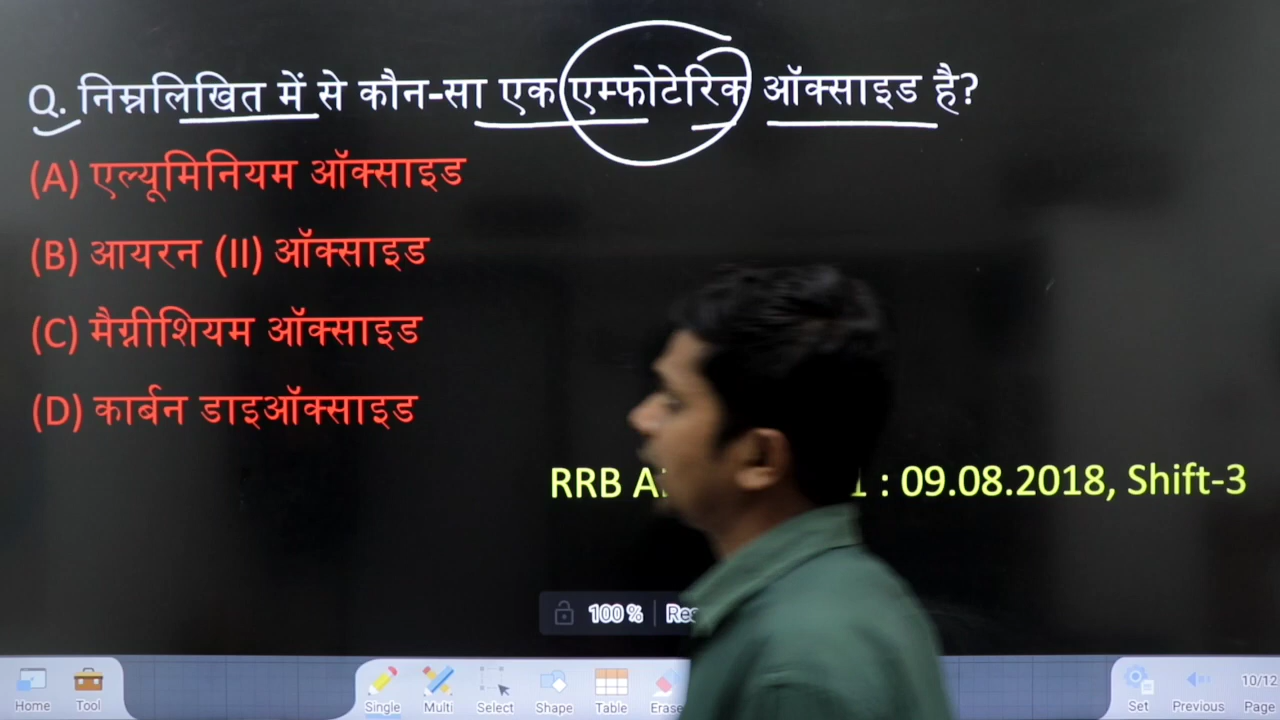 Q. निम्नलिखित में से कौन-सा एक एम्फोटेरिक ऑक्साइड है?
(A) एल्यूमिनियम ऑक्साइड
(B) आयरन (II) ऑक्साइड
(C) मैग्नीशियम ऑक्साइड
(D) कार्बन डाइऑक्साइड
RRB : 09.08.2018, Shift-3
100 %
Home Tool Single Multi Select Shape Table Set Previous Page
10/12